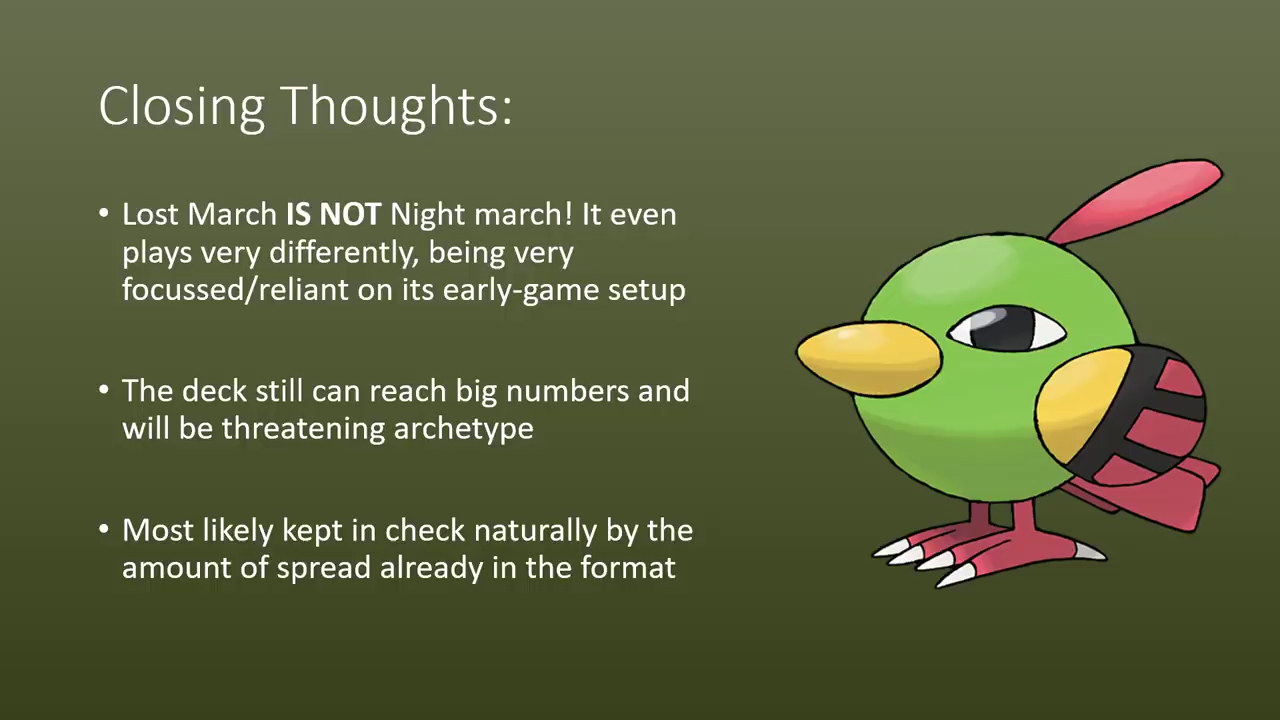 Closing Thoughts:
• Lost March IS NOT Night march! It even
plays very differently, being very
focussed/reliant on its early-game setup
• The deck still can reach big numbers and
will be threatening archetype
• Most likely kept in check naturally by the
amount of spread already in the format